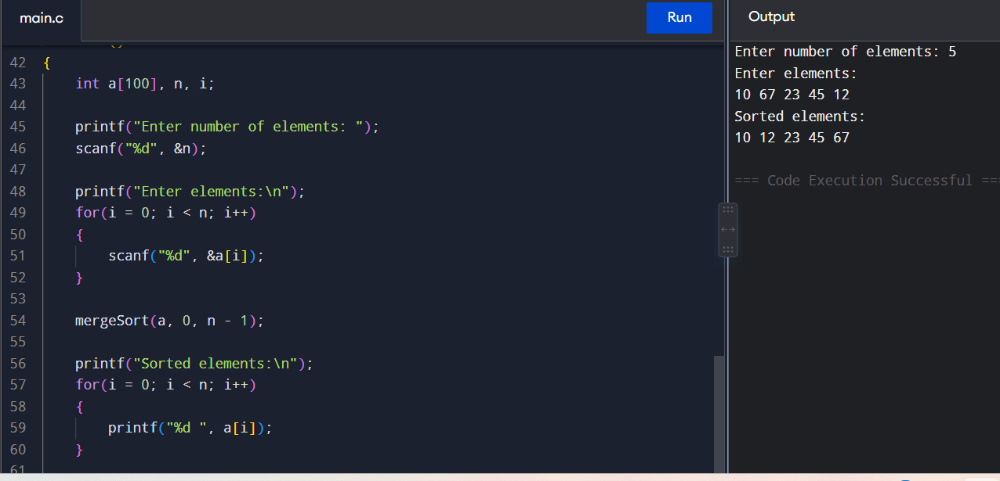 main.c
Run
Output
42 {
43     int a[100], n, i;
44
45     printf("Enter number of elements: ");
46     scanf("%d", &n);
47
48     printf("Enter elements:\n");
49     for(i = 0; i < n; i++)
50     {
51         scanf("%d", &a[i]);
52     }
53
54     mergeSort(a, 0, n - 1);
55
56     printf("Sorted elements:\n");
57     for(i = 0; i < n; i++)
58     {
59         printf("%d ", a[i]);
60     }
61
Enter number of elements: 5
Enter elements:
10 67 23 45 12
Sorted elements:
10 12 23 45 67
=== Code Execution Successful ===